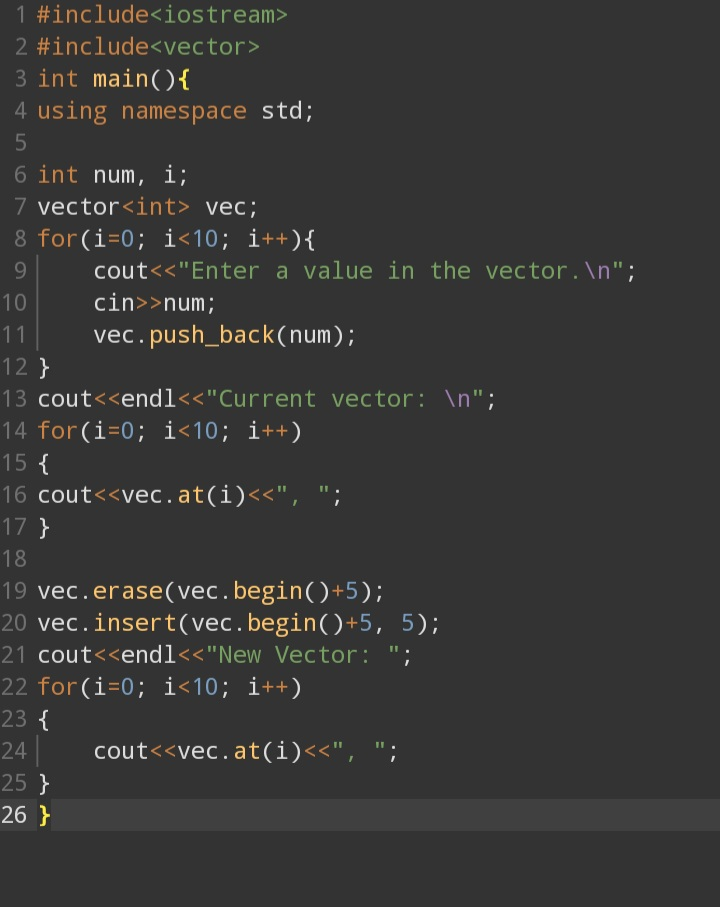 1 #include<iostream>
2 #include<vector>
3 int main(){
4 using namespace std;
5
6 int num, i;
7 vector<int> vec;
8 for(i=0; i<10; i++){
9     cout<<"Enter a value in the vector.\n";
10     cin>>num;
11     vec.push_back(num);
12 }
13 cout<<endl<<"Current vector: \n";
14 for(i=0; i<10; i++)
15 {
16 cout<<vec.at(i)<<", ";
17 }
18
19 vec.erase(vec.begin()+5);
20 vec.insert(vec.begin()+5, 5);
21 cout<<endl<<"New Vector: ";
22 for(i=0; i<10; i++)
23 {
24     cout<<vec.at(i)<<", ";
25 }
26 }